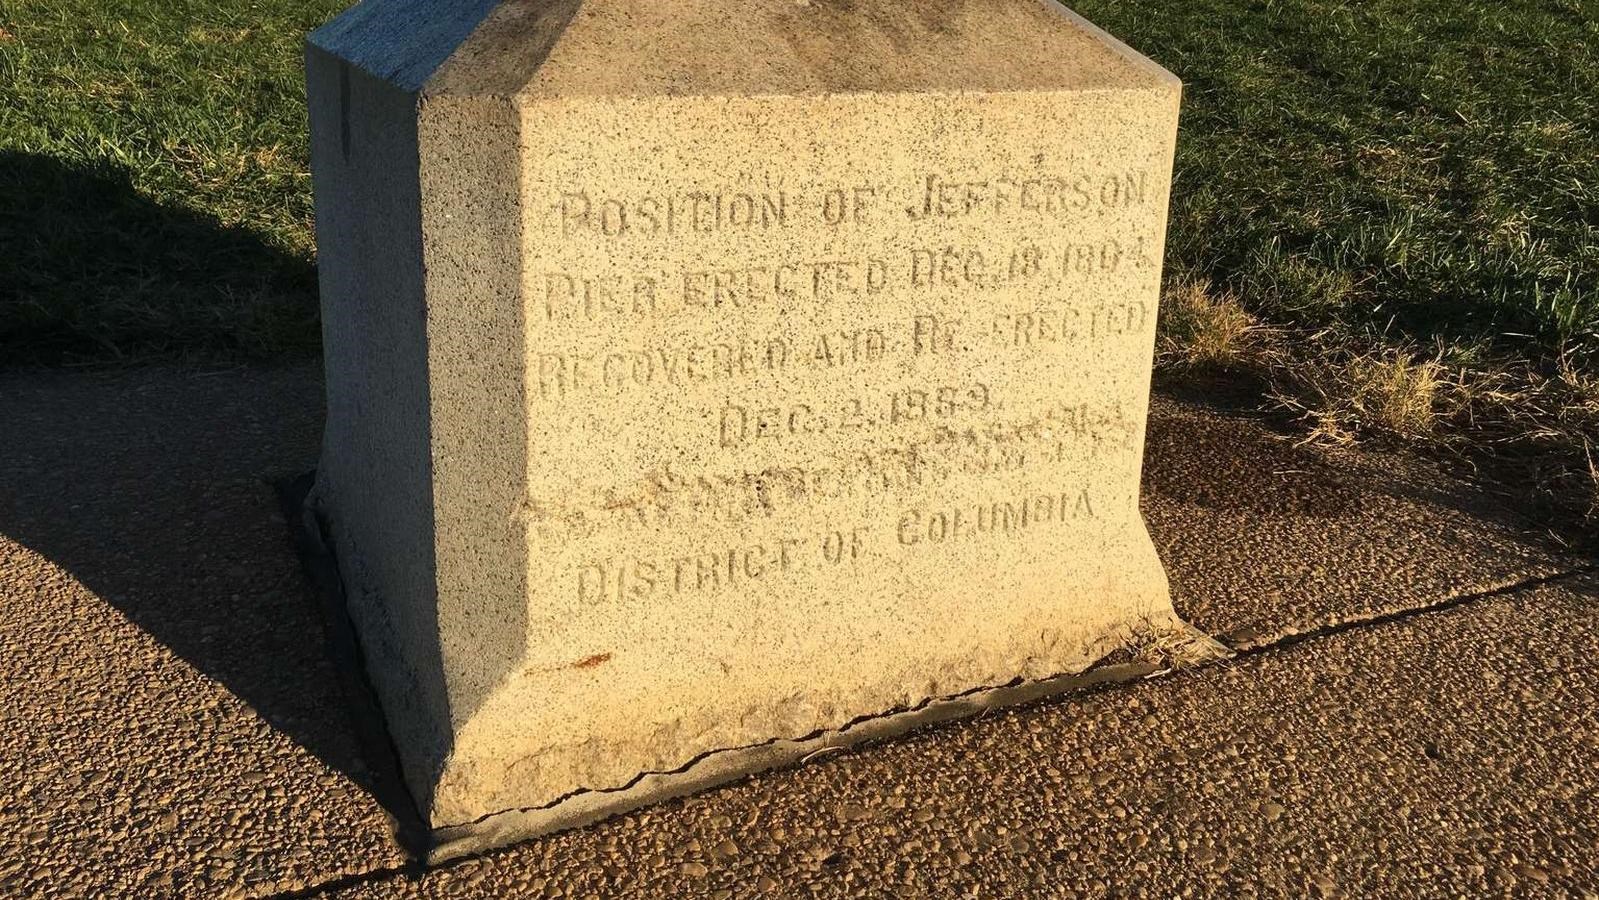 POSITION OF JEFFERSON
PIER ERECTED DEC. 18, 1804.
RECOVERED AND RE-ERECTED
DEC. 2, 1889.
DISTRICT OF COLUMBIA